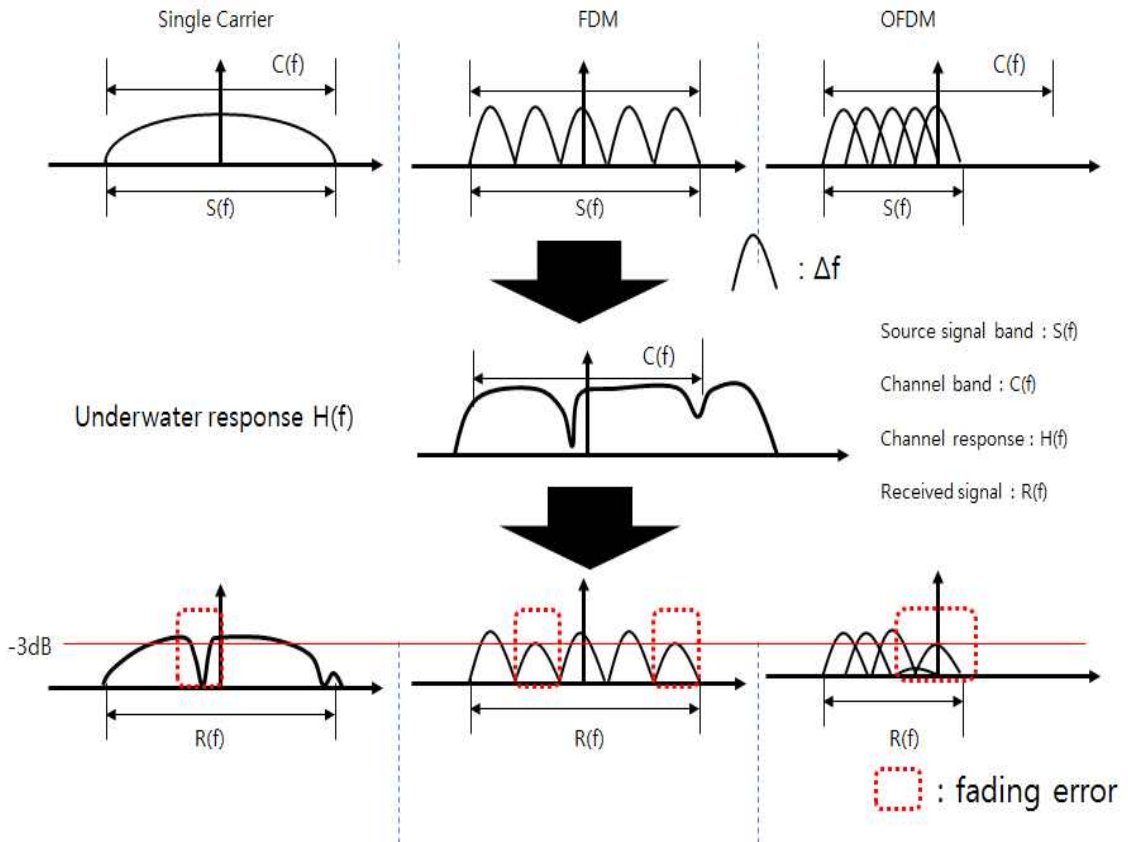 Single Carrier
FDM
OFDM
C(f)
C(f)
S(f)
S(f)
S(f)
: Δf
C(f)
Underwater response H(f)
Source signal band : S(f)
Channel band : C(f)
Channel response : H(f)
Received signal : R(f)
-3dB
R(f)
R(f)
R(f)
: fading error